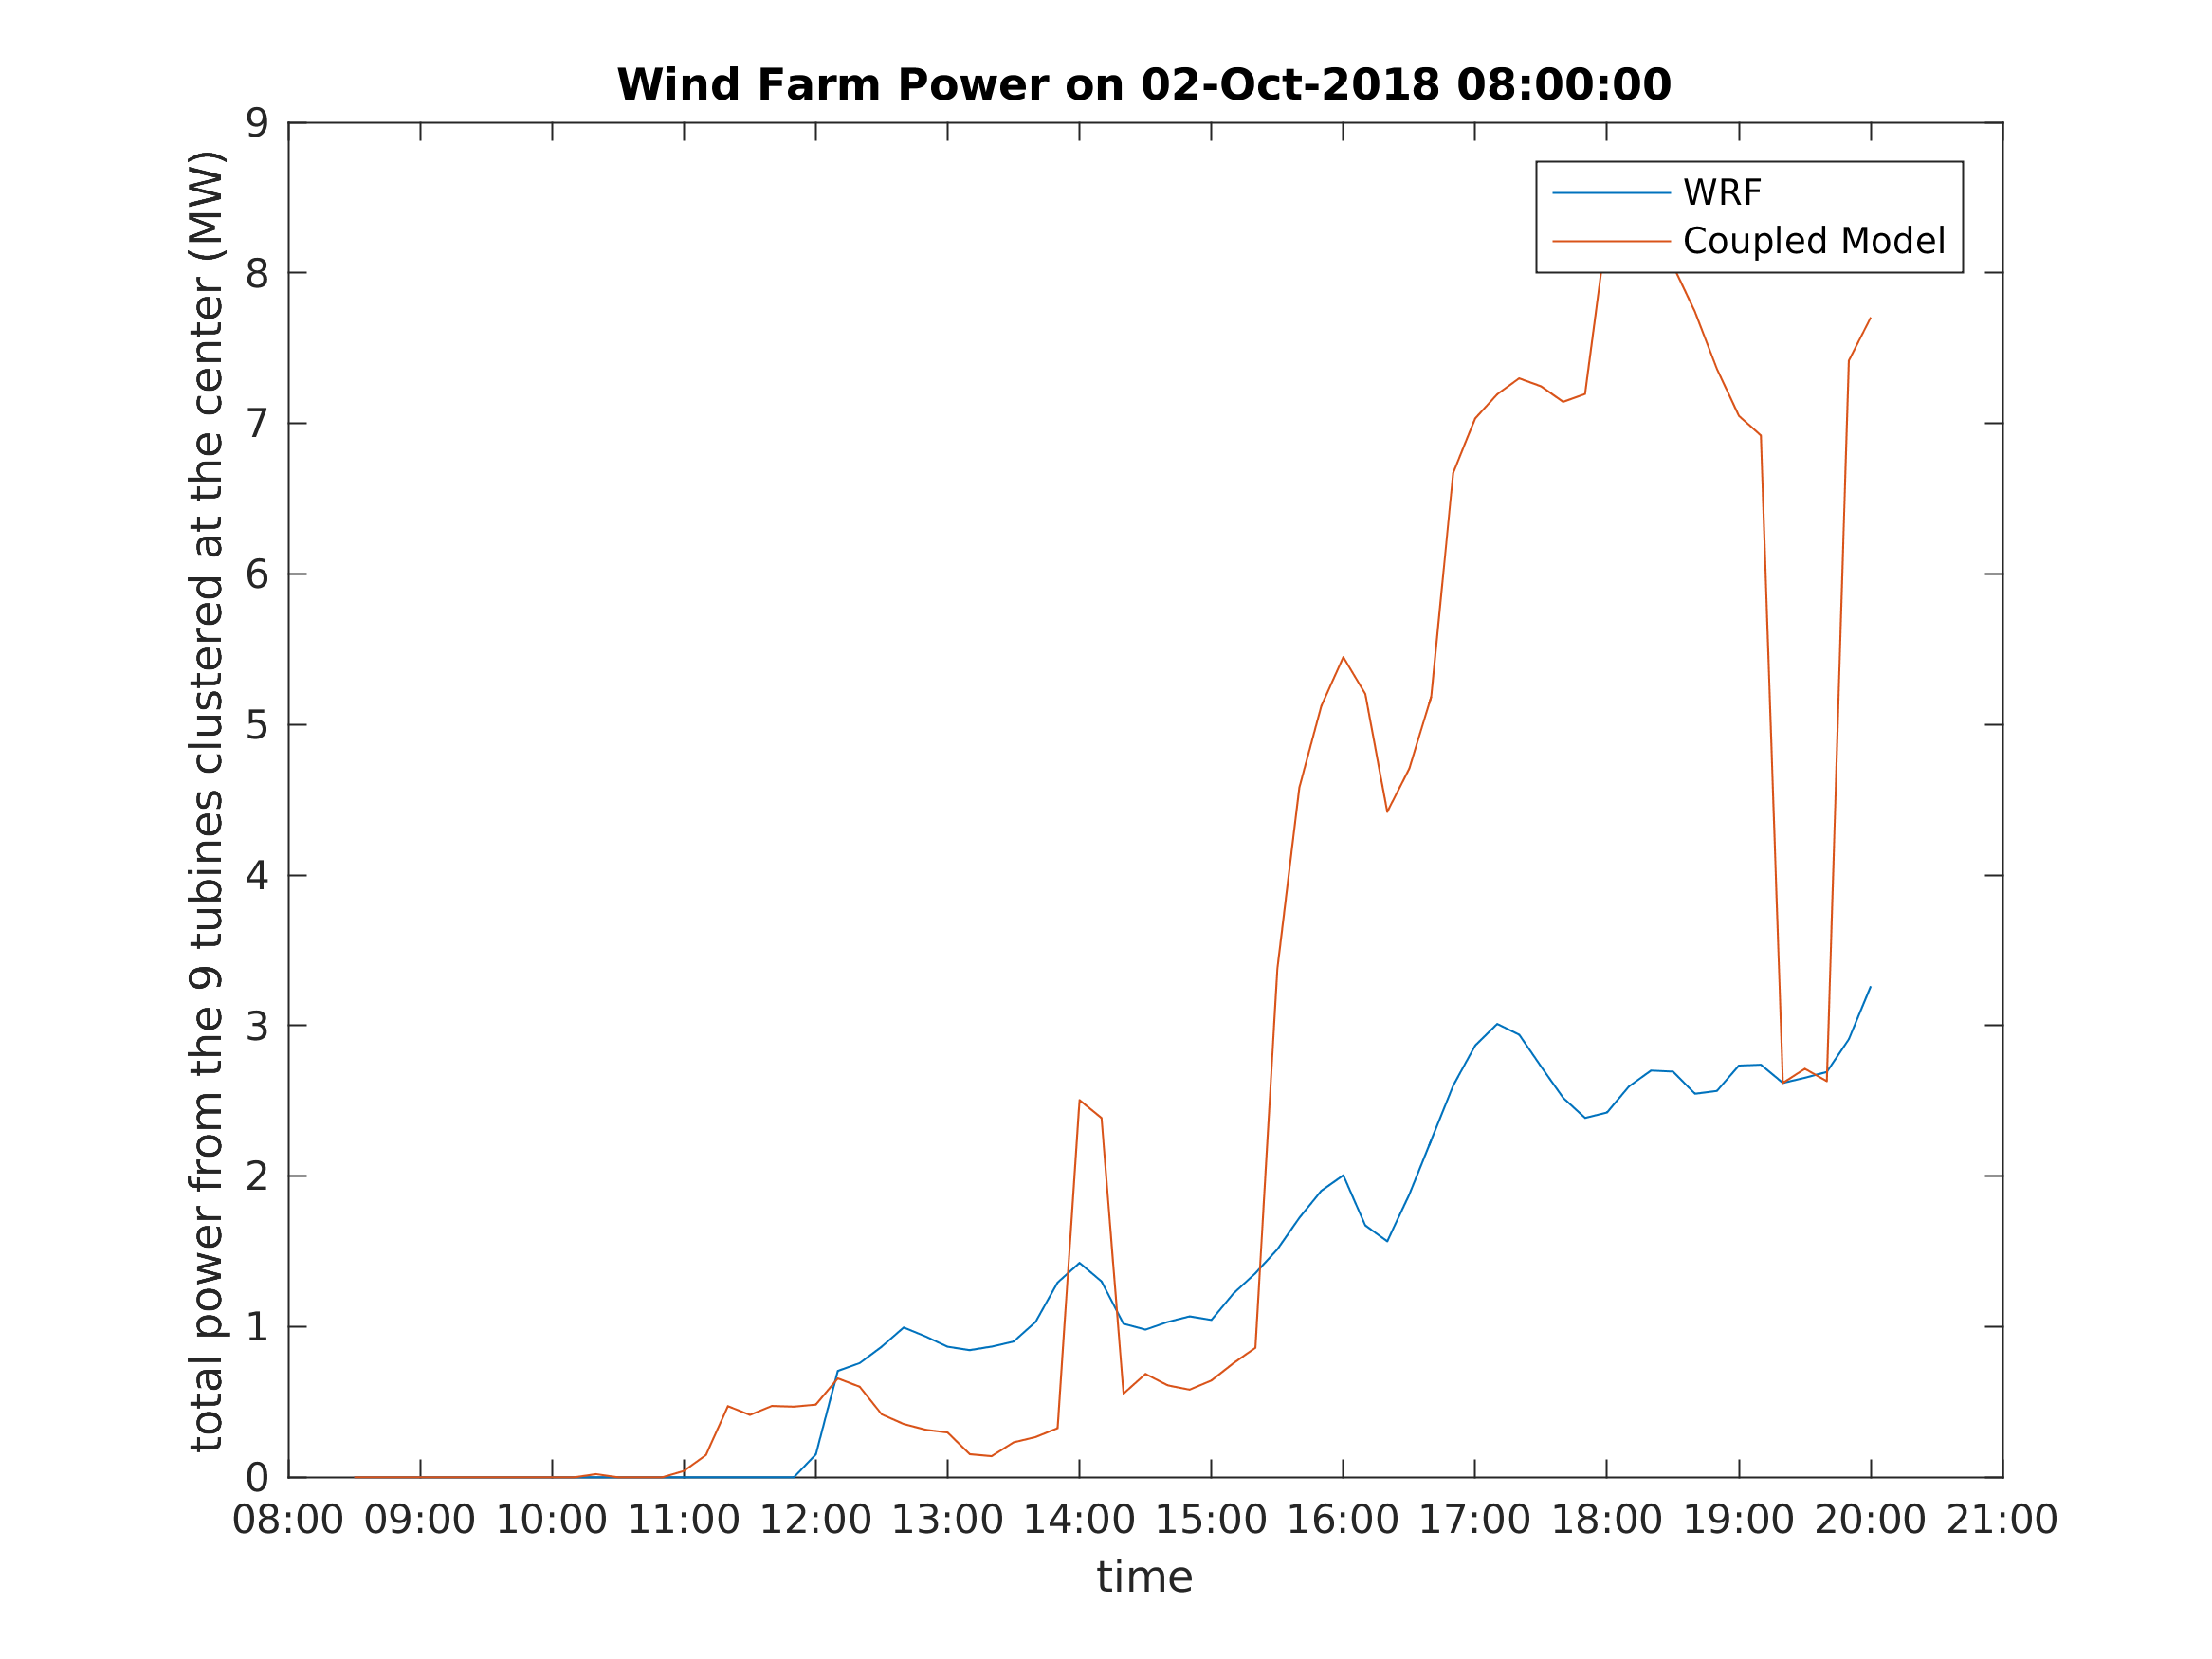 Wind Farm Power on 02-Oct-2018 08:00:00
total power from the 9 tubines clustered at the center (MW)
9
8
7
6
5
4
3
2
1
0
WRF
Coupled Model
08:00 09:00 10:00 11:00 12:00 13:00 14:00 15:00 16:00 17:00 18:00 19:00 20:00 21:00
time